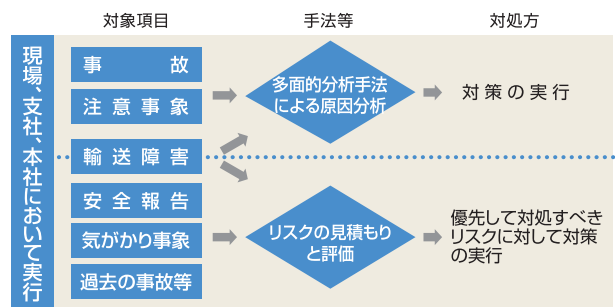 対象項目
手法等
対処方
現場、支社、本社において実行
事故
注意事象
輸送障害
安全報告
気がかり事象
過去の事故等
多面的分析手法
による原因分析
対策の実行
リスクの見積もり
と評価
優先して対処すべき
リスクに対して対策
の実行